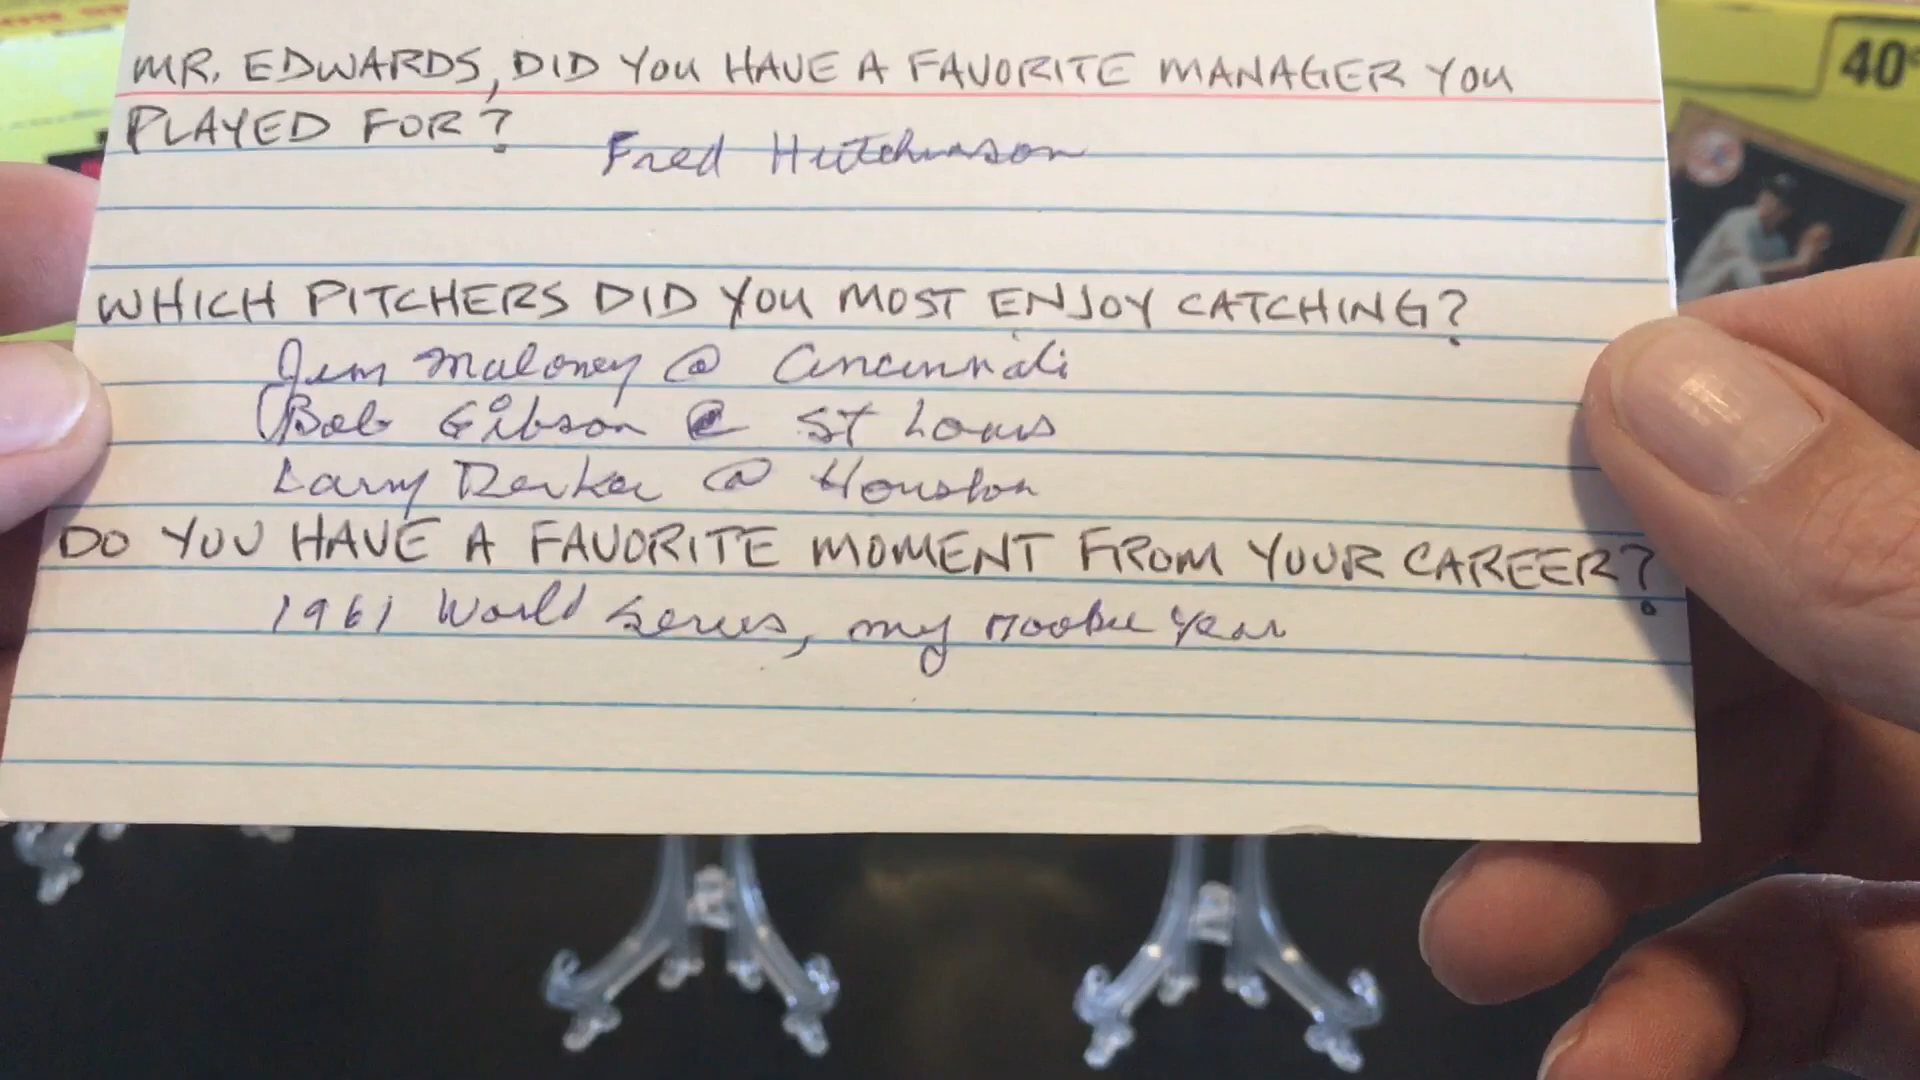 MR. EDWARDS, DID YOU HAVE A FAVORITE MANAGER YOU
PLAYED FOR? Fred Hutchinson
WHICH PITCHERS DID YOU MOST ENJOY CATCHING?
Jim Maloney @ Cincinnati
Bob Gibson @ St Louis
Larry Dierker @ Houston
DO YOU HAVE A FAVORITE MOMENT FROM YOUR CAREER?
1961 World Series, my rookie year
40¢